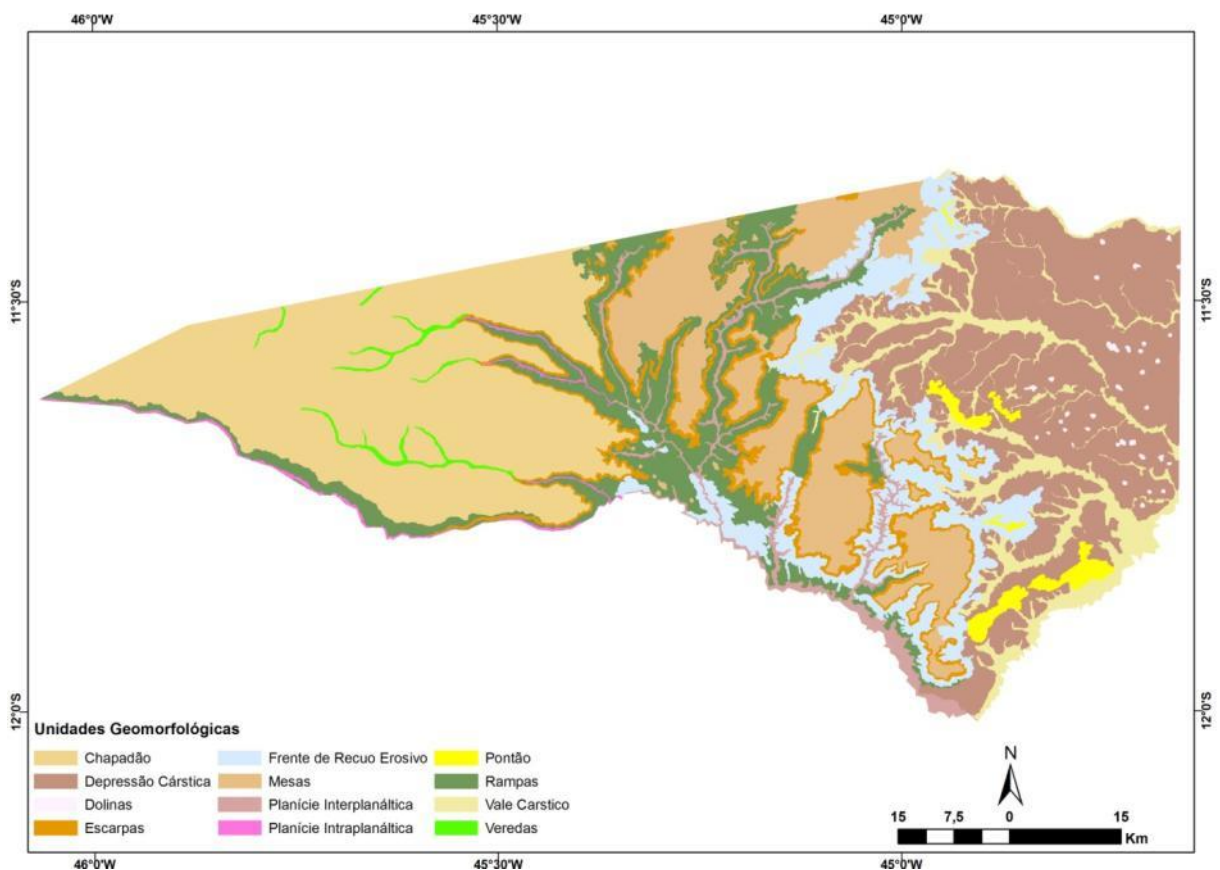 46°0'W 45°30'W 45°0'W
11°30'S 11°30'S
12°0'S 12°0'S
Unidades Geomorfológicas
Chapadão Frente de Recuo Erosivo Pontão
Depressão Cárstica Mesas Rampas
Dolinas Planície Interplanáltica Vale Carstico
Escarpas Planície Intraplanáltica Veredas
N
15 7,5 0 15
Km
46°0'W 45°30'W 45°0'W